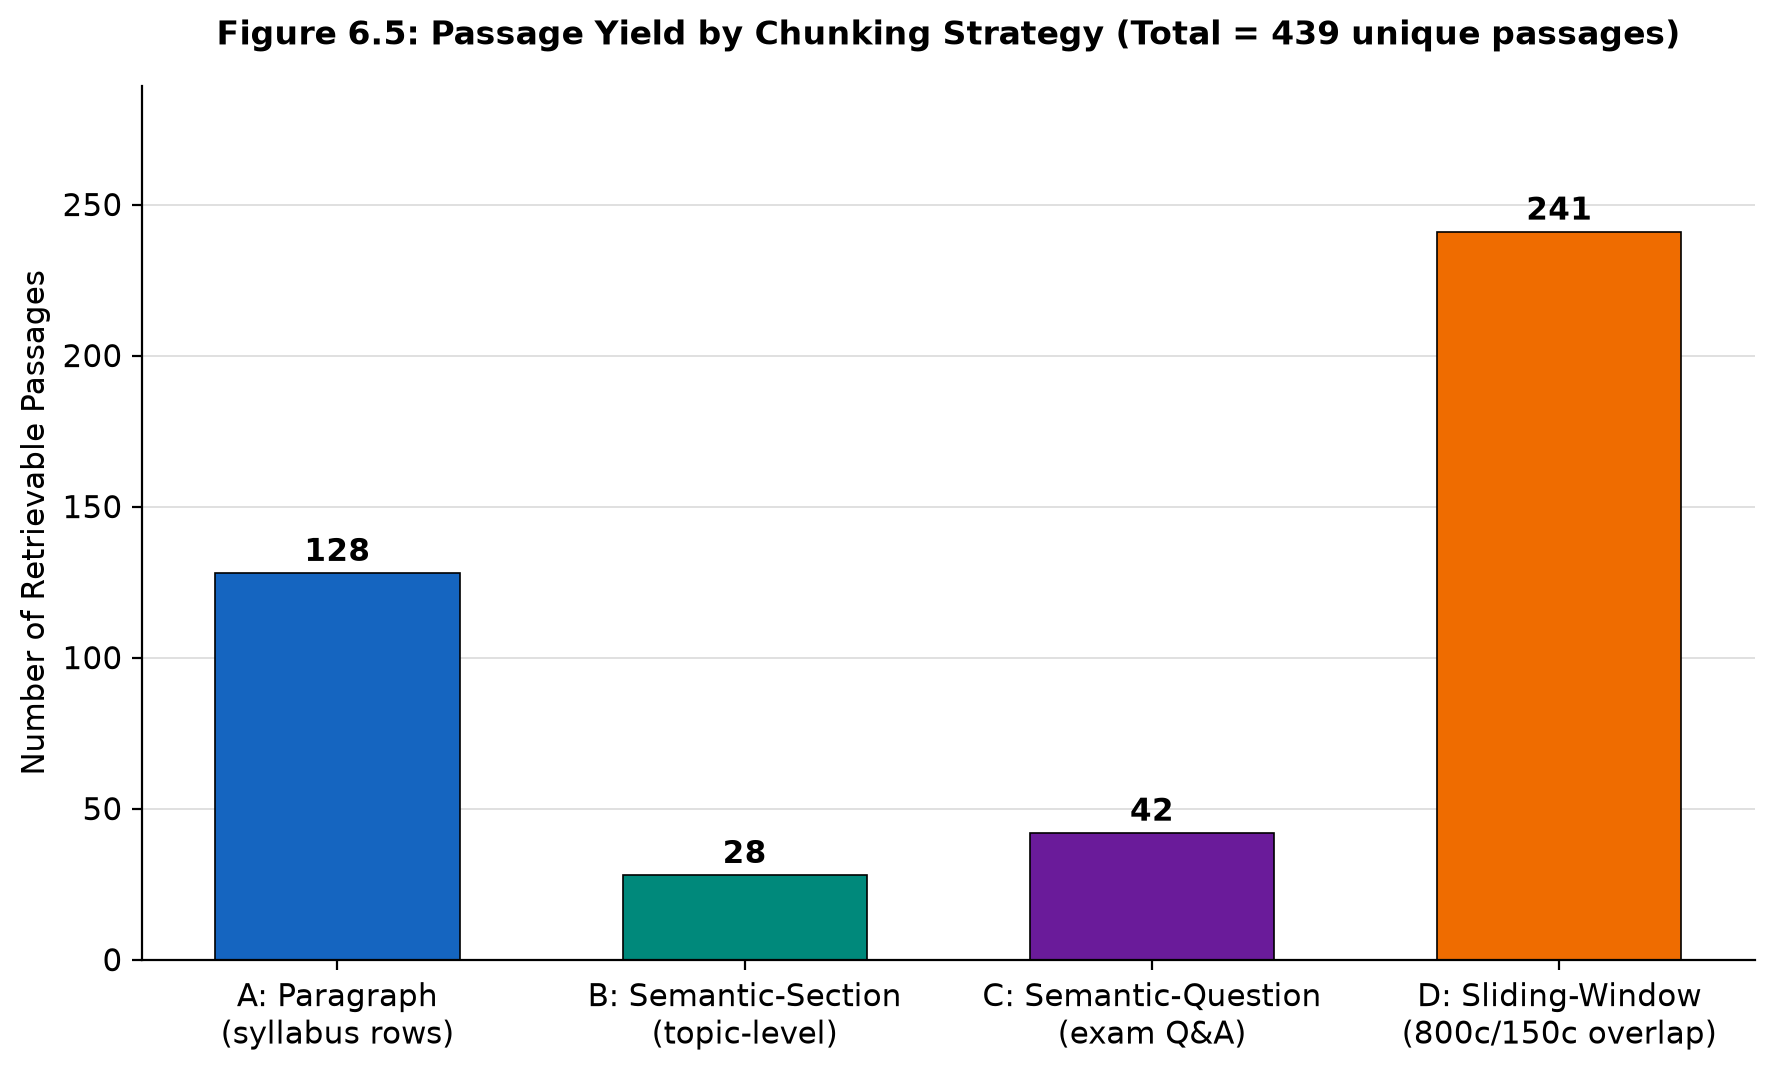 Figure 6.5: Passage Yield by Chunking Strategy (Total = 439 unique passages)
Number of Retrievable Passages
250
200
150
100
50
0
128
28
42
241
A: Paragraph
(syllabus rows)
B: Semantic-Section
(topic-level)
C: Semantic-Question
(exam Q&A)
D: Sliding-Window
(800c/150c overlap)